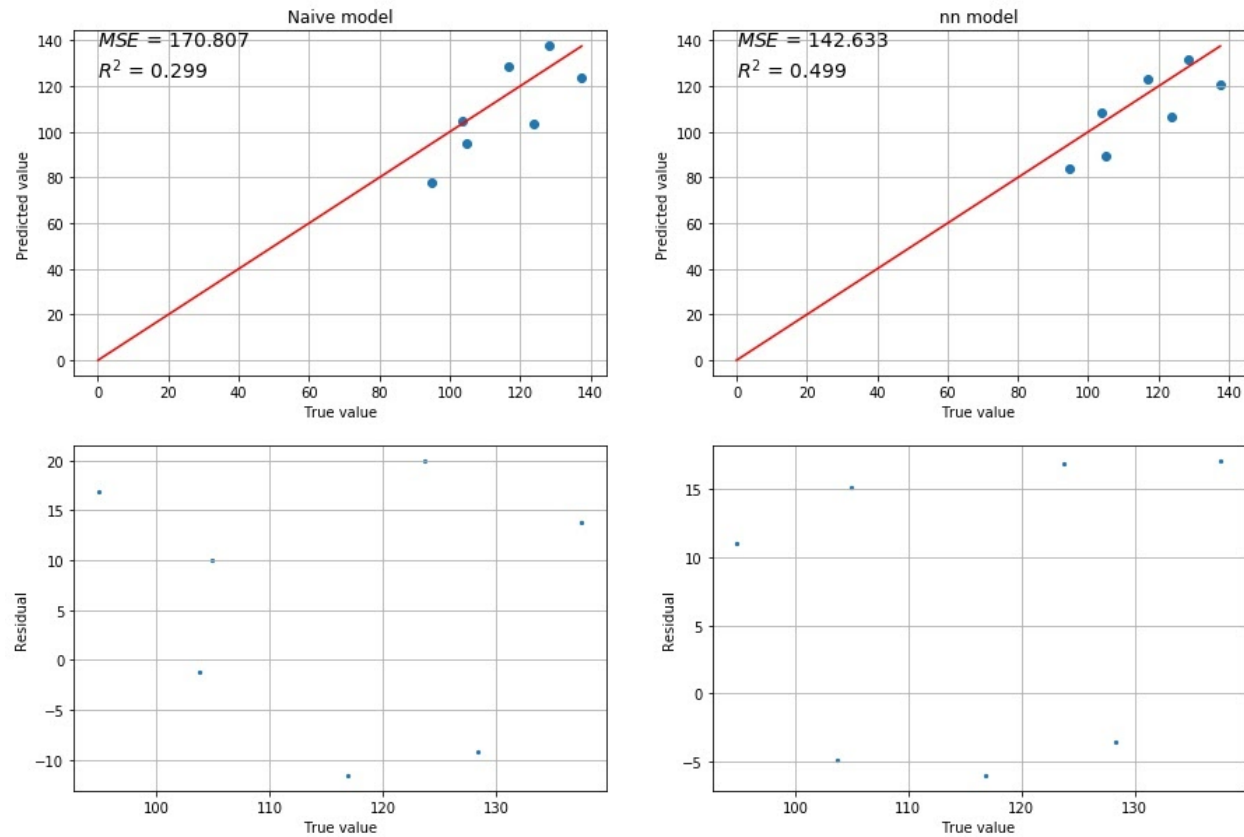 Naive model
MSE = 170.807
R² = 0.299
140
120
100
80
60
40
20
0
Predicted value
0 20 40 60 80 100 120 140
True value
nn model
MSE = 142.633
R² = 0.499
140
120
100
80
60
40
20
0
Predicted value
0 20 40 60 80 100 120 140
True value
20
15
10
5
0
−5
−10
Residual
100 110 120 130
True value
15
10
5
0
−5
Residual
100 110 120 130
True value